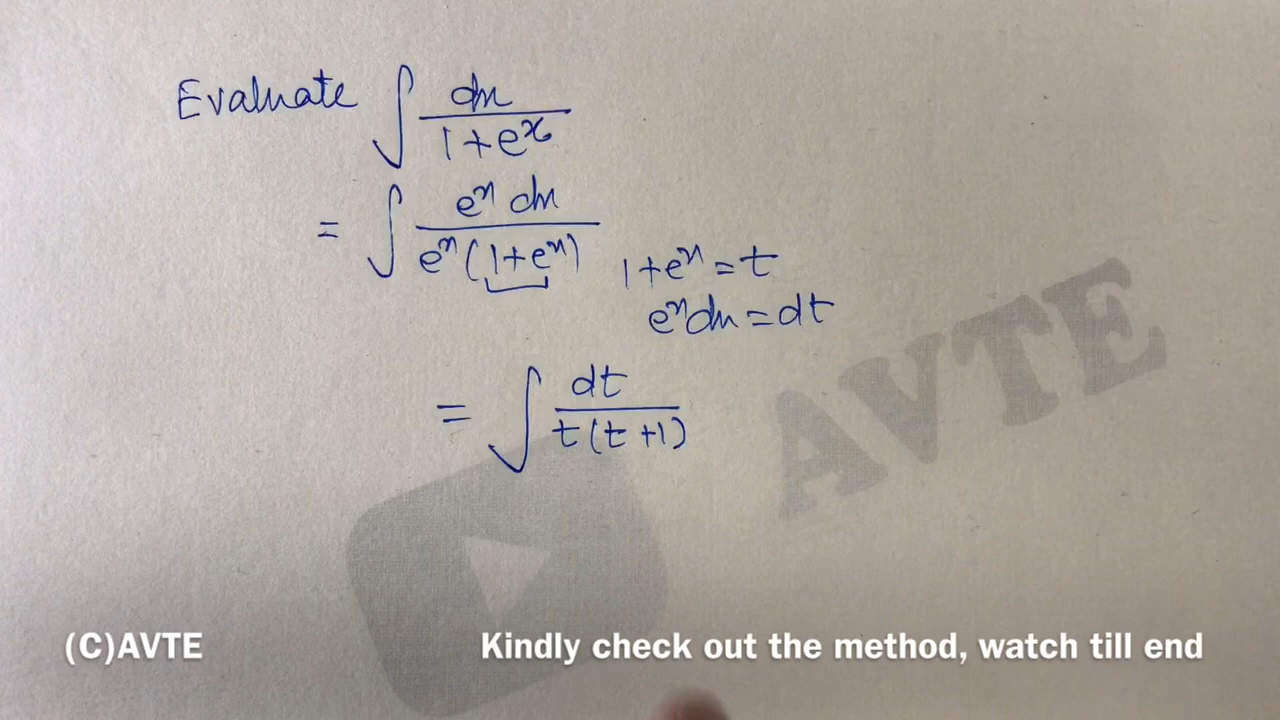 Evaluate ∫ dx / (1+e^x)
= ∫ e^x dx / (e^x (1+e^x))
1+e^x = t
e^x dx = dt
= ∫ dt / (t(t+1))
AVTE
(C)AVTE
Kindly check out the method, watch till end